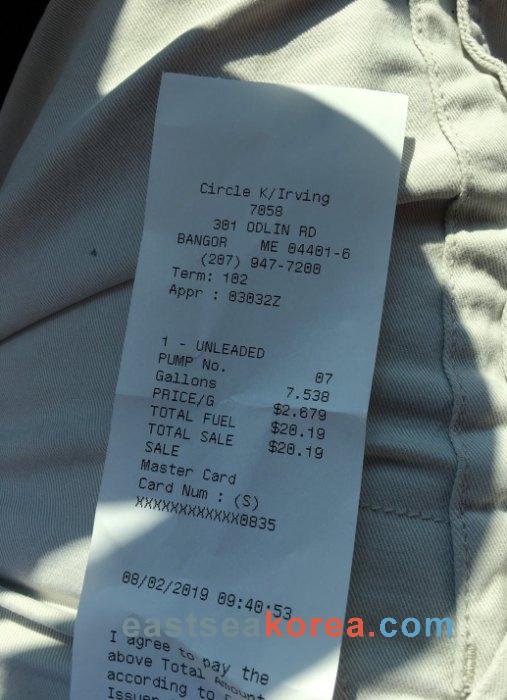 Circle K/Irving
7058
301 ODLIN RD
BANGOR ME 04401-6
(207) 947-7200
Term: 102
Appr : 03032Z
1 - UNLEADED
PUMP No. 07
Gallons 7.538
PRICE/G $2.679
TOTAL FUEL $20.19
TOTAL SALE $20.19
SALE
Master Card
Card Num : (S)
XXXXXXXXXXXX0835
08/02/2019 09:40:53
eastseakorea.com
I agree to pay the
above Total Amount
according to
Issuer